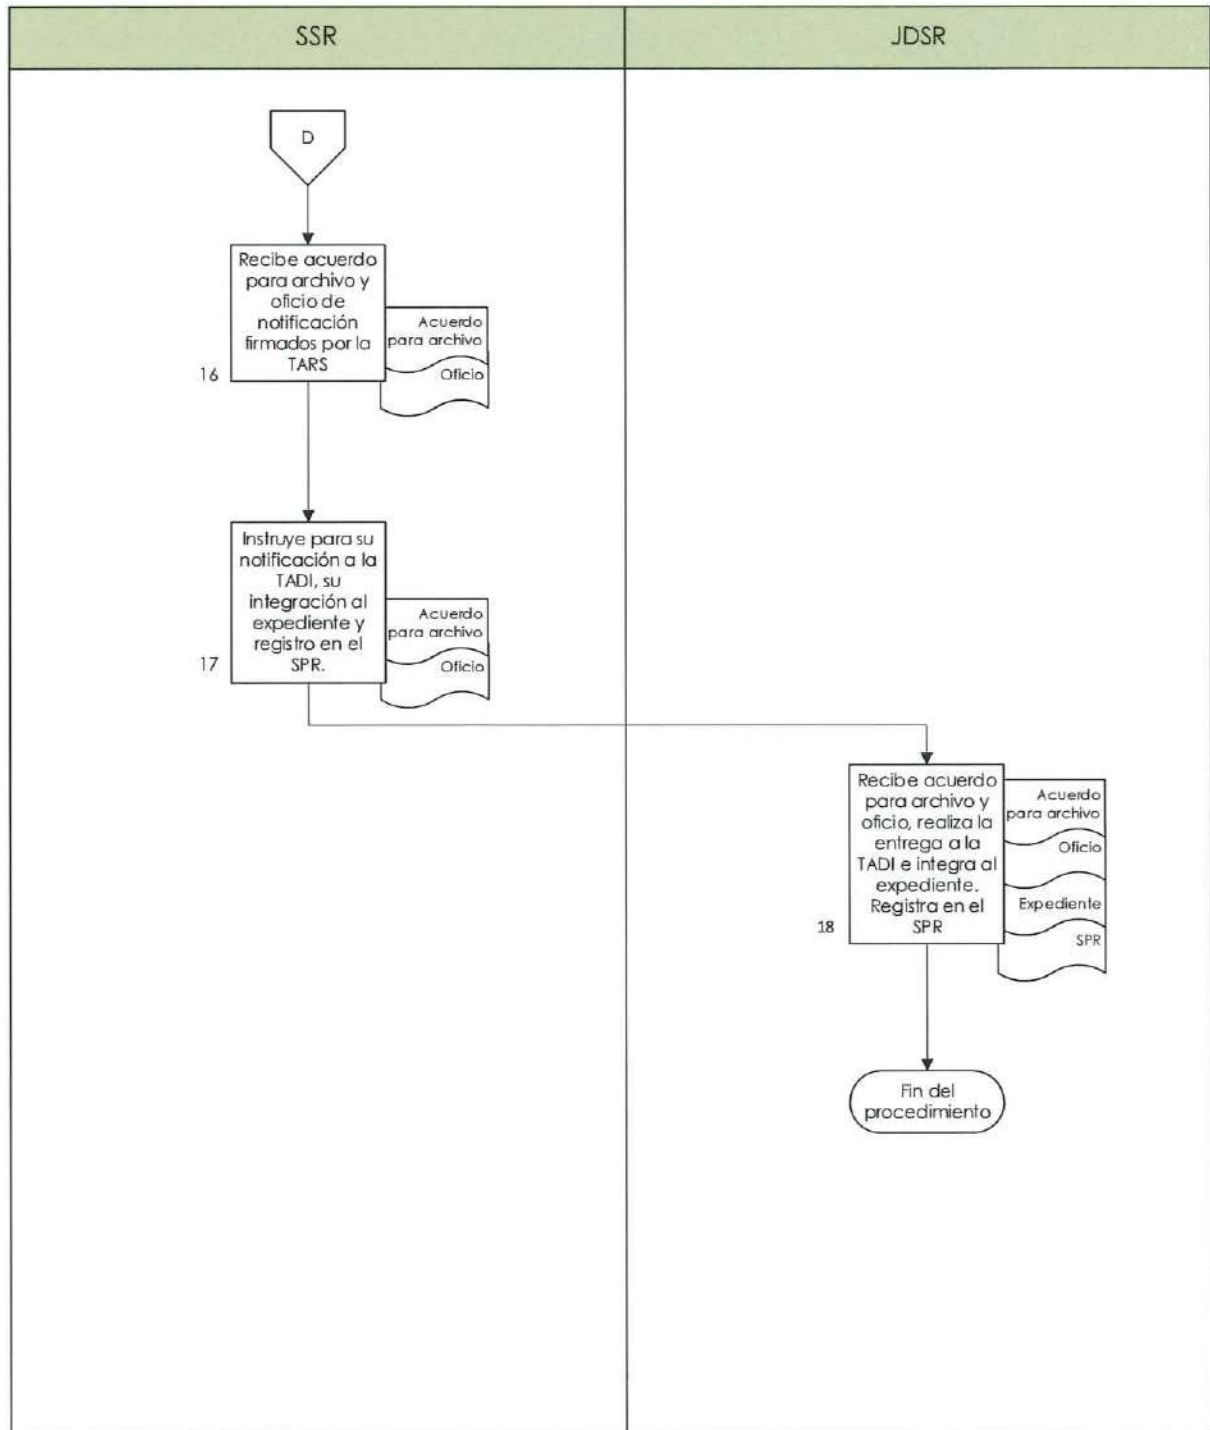 SSR
JDSR
D
Recibe acuerdo
para archivo y
oficio de
notificación
firmados por la
TARS
16
Acuerdo
para archivo
Oficio
Instruye para su
notificación a la
TADI, su
integración al
expediente y
registro en el
SPR.
17
Acuerdo
para archivo
Oficio
Recibe acuerdo
para archivo y
oficio, realiza la
entrega a la
TADI e integra al
expediente.
Registra en el
SPR
18
Acuerdo
para archivo
Oficio
Expediente
SPR
Fin del
procedimiento